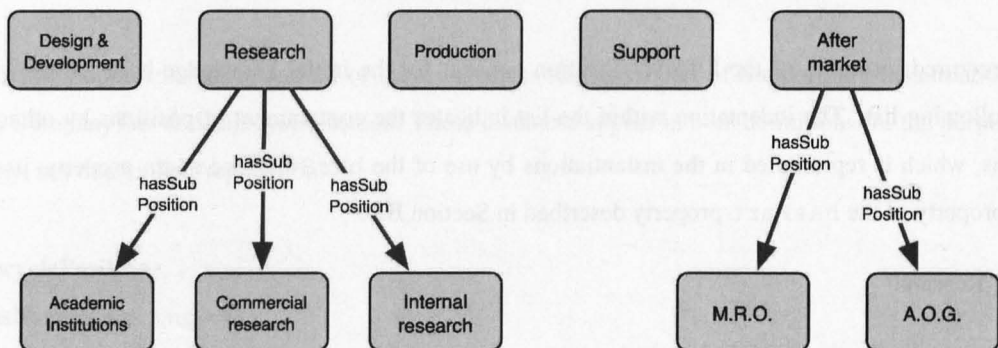 Design &
Development
Research
Production
Support
After
market
hasSub
Position
hasSub
Position
hasSub
Position
hasSub
Position
hasSub
Position
Academic
Institutions
Commercial
research
Internal
research
M.R.O.
A.O.G.